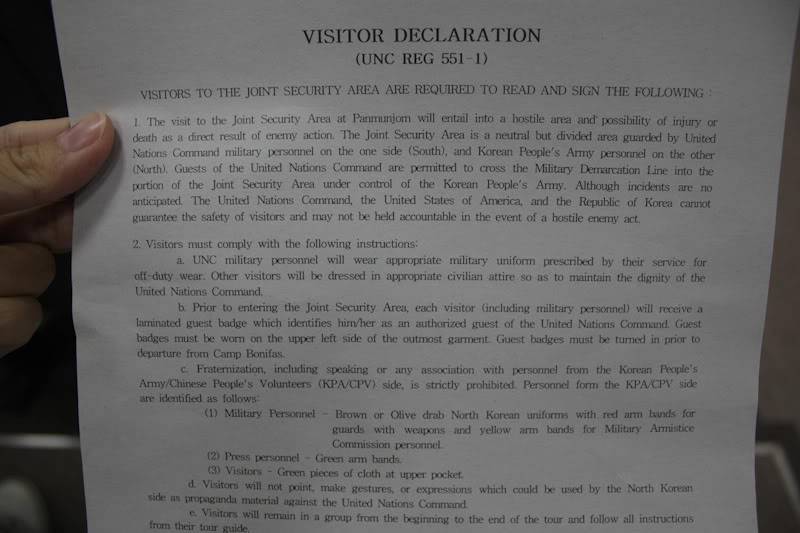 VISITOR DECLARATION
(UNC REG 551-1)
VISITORS TO THE JOINT SECURITY AREA ARE REQUIRED TO READ AND SIGN THE FOLLOWING :
1. The visit to the Joint Security Area at Panmunjom will entail into a hostile area and possibility of injury or
death as a direct result of enemy action. The Joint Security Area is a neutral but divided area guarded by United
Nations Command military personnel on the one side (South), and Korean People's Army personnel on the other
(North). Guests of the United Nations Command are permitted to cross the Military Demarcation Line into the
portion of the Joint Security Area under control of the Korean People's Army. Although incidents are no
anticipated. The United Nations Command, the United States of America, and the Republic of Korea cannot
guarantee the safety of visitors and may not be held accountable in the event of a hostile enemy act.
2. Visitors must comply with the following instructions:
a. UNC military personnel will wear appropriate military uniform prescribed by their service for
off-duty wear. Other visitors will be dressed in appropriate civilian attire so as to maintain the dignity of the
United Nations Command.
b. Prior to entering the Joint Security Area, each visitor (including military personnel) will receive a
laminated guest badge which identifies him/her as an authorized guest of the United Nations Command. Guest
badges must be worn on the upper left side of the outmost garment. Guest badges must be turned in prior to
departure from Camp Bonifas.
c. Fraternization, including speaking or any association with personnel from the Korean People's
Army/Chinese People's Volunteers (KPA/CPV) side, is strictly prohibited. Personnel form the KPA/CPV side
are identified as follows:
(1) Military Personnel - Brown or Olive drab North Korean uniforms with red arm bands for
guards with weapons and yellow arm bands for Military Armistice
Commission personnel.
(2) Press personnel - Green arm bands.
(3) Visitors - Green pieces of cloth at upper pocket.
d. Visitors will not point, make gestures, or expressions which could be used by the North Korean
side as propaganda material against the United Nations Command.
e. Visitors will remain in a group from the beginning to the end of the tour and follow all instructions
from their tour guide.